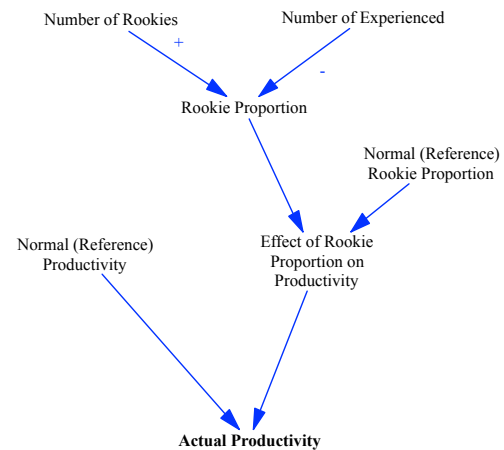 Number of Rookies
Number of Experienced
+
-
Rookie Proportion
Normal (Reference)
Rookie Proportion
Normal (Reference)
Productivity
Effect of Rookie
Proportion on
Productivity
Actual Productivity